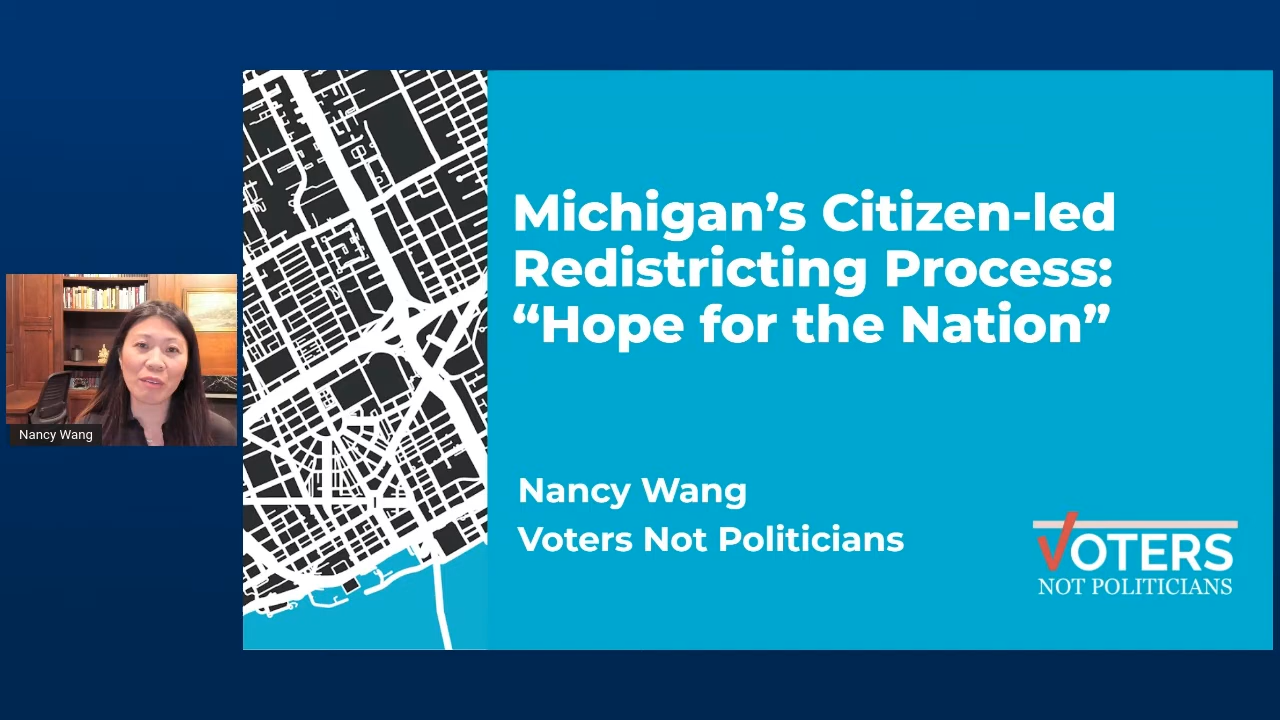 Michigan’s Citizen-led
Redistricting Process:
“Hope for the Nation”
Nancy Wang
Nancy Wang
Voters Not Politicians
VOTERS
NOT POLITICIANS